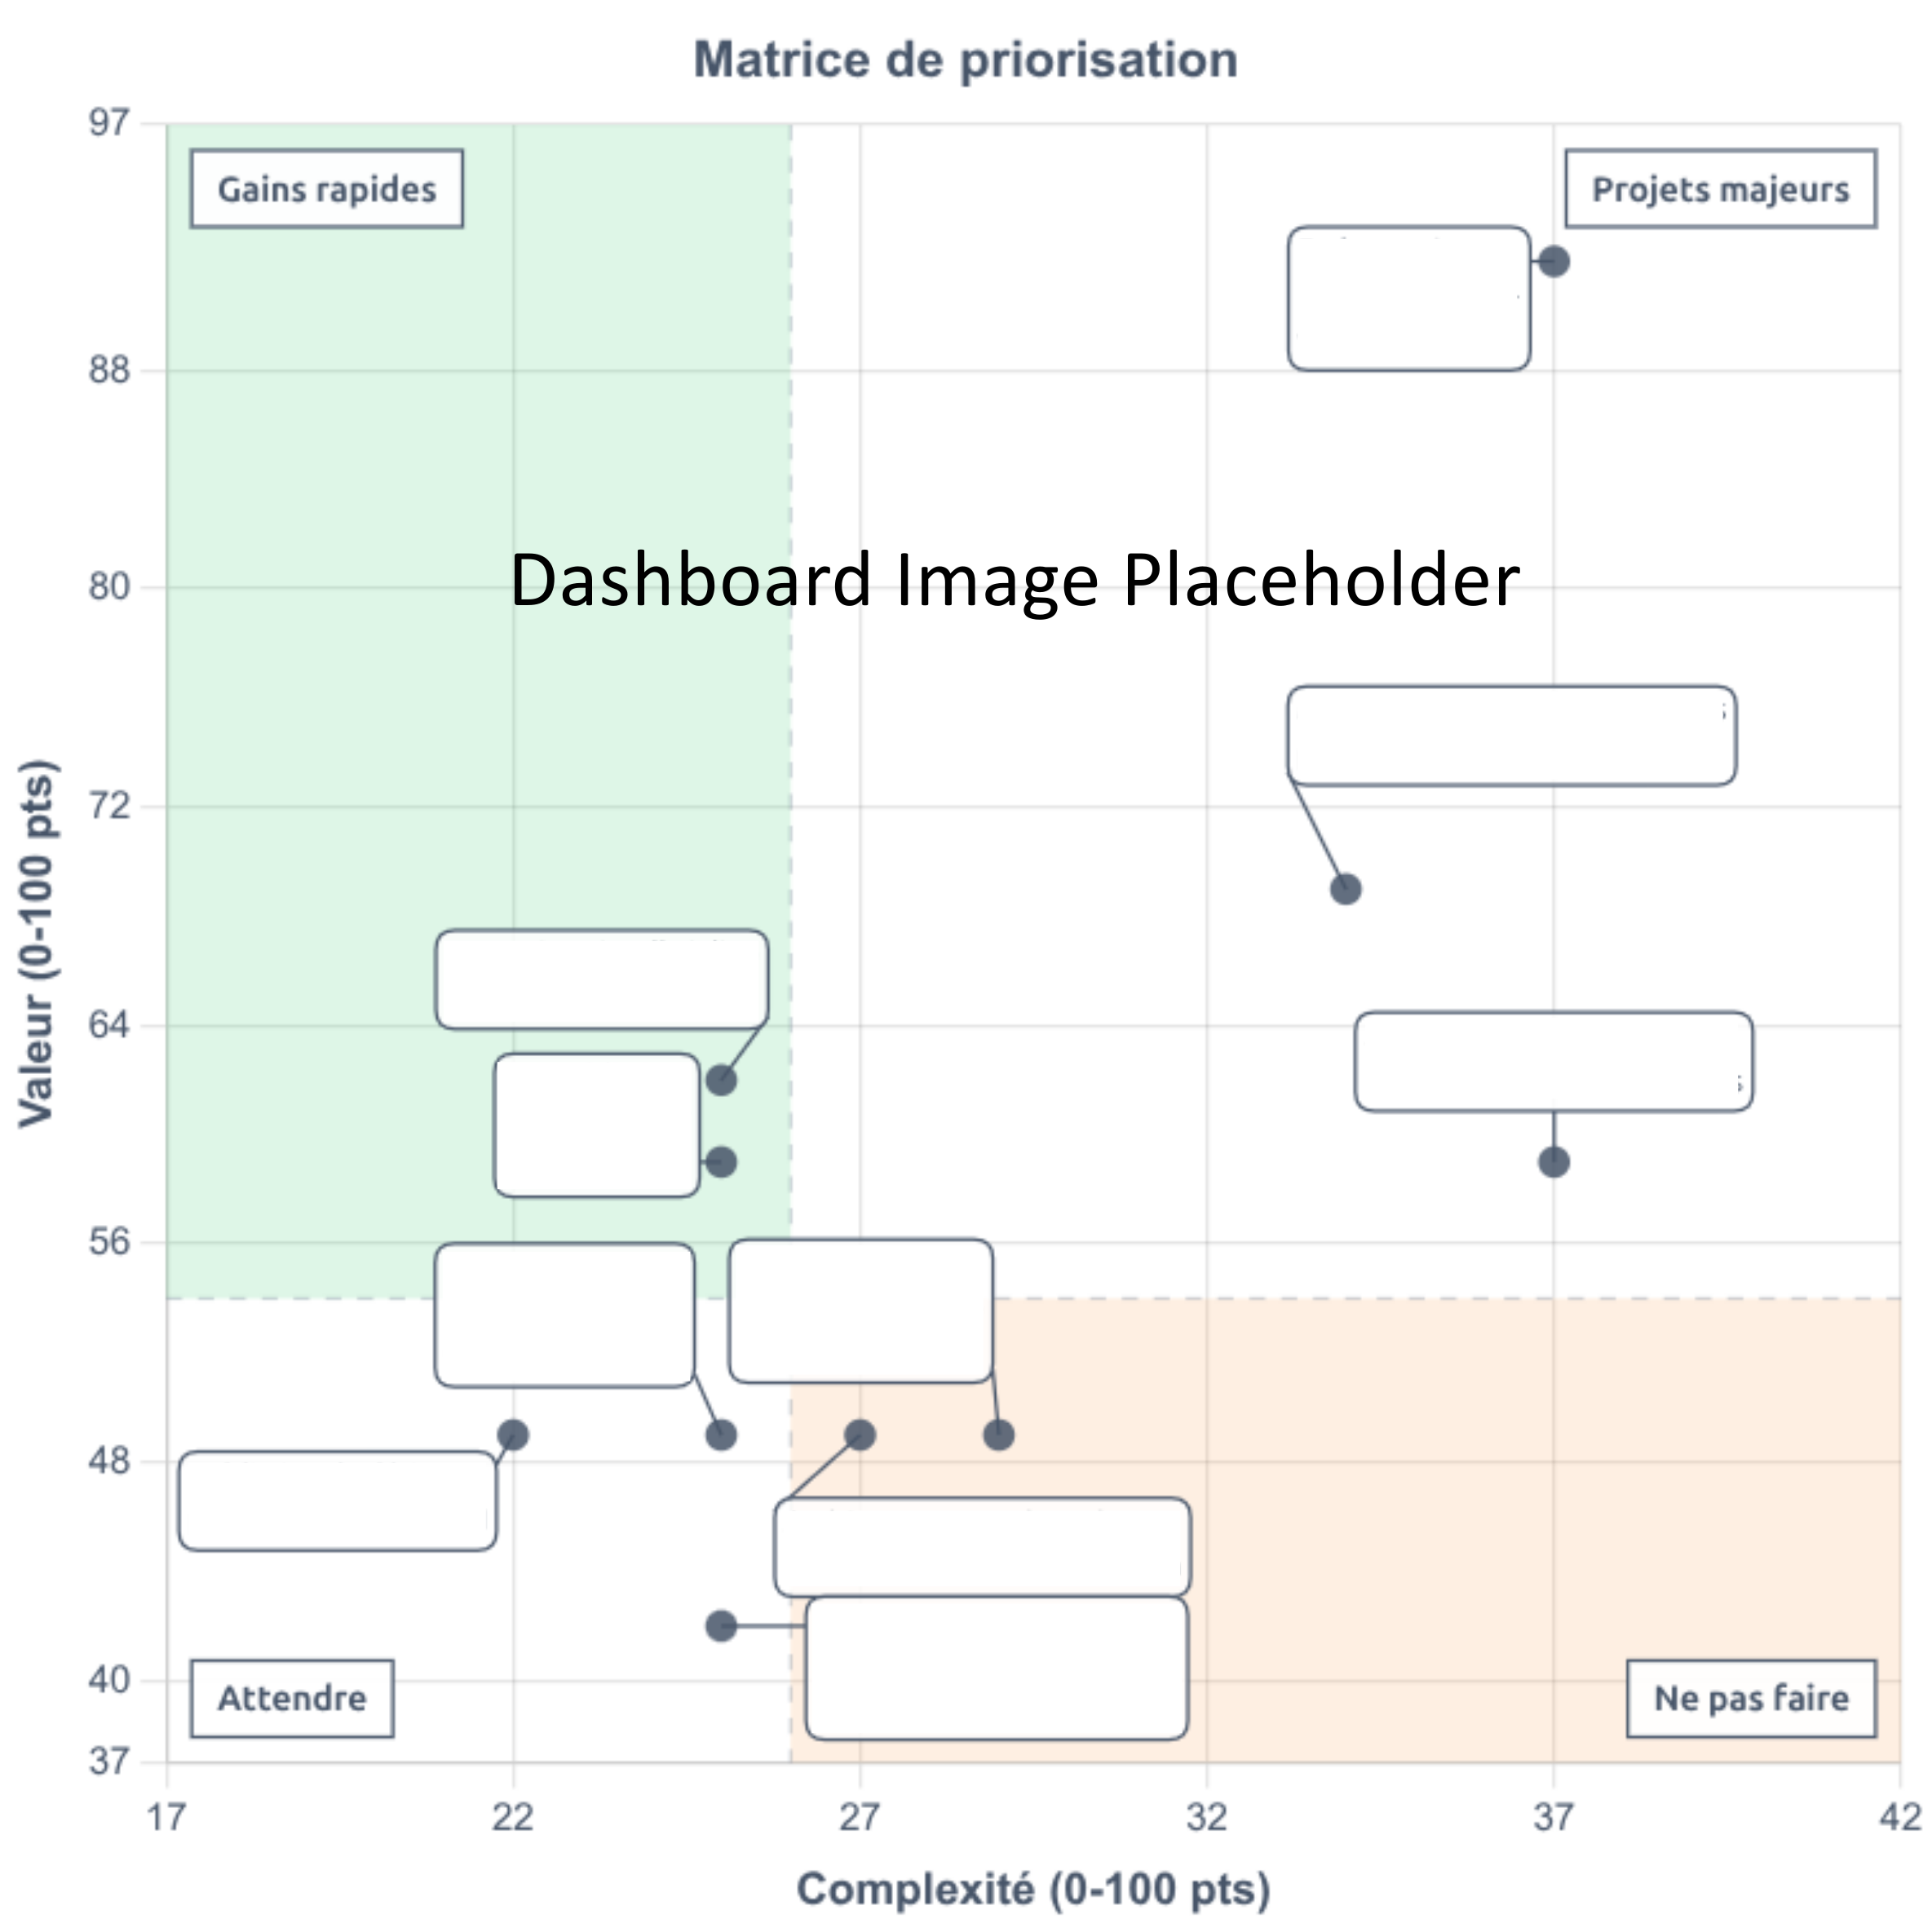 Matrice de priorisation
97
Gains rapides
Projets majeurs
88
Dashboard Image Placeholder
80
72
64
56
48
40
37
Valeur (0-100 pts)
Attendre
Ne pas faire
17
22
27
32
37
42
Complexité (0-100 pts)